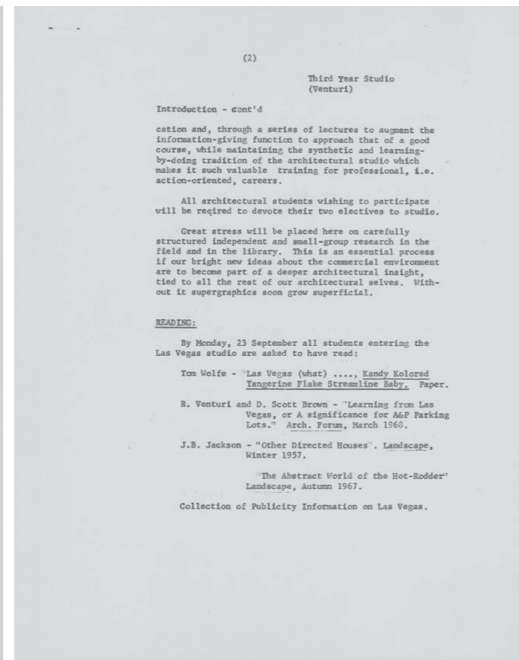 (2)
Third Year Studio
(Venturi)
Introduction - cont'd
cation and, through a series of lectures to augment the
information-giving function to approach that of a good
course, while maintaining the synthetic and learning-
by-doing tradition of the architectural studio which
makes it such valuable training for professional, i.e.
action-oriented, careers.
All architectural students wishing to participate
will be reqired to devote their two electives to studio.
Great stress will be placed here on carefully
structured independent and small-group research in the
field and in the library. This is an essential process
if our bright new ideas about the commercial environment
are to become part of a deeper architectural insight,
tied to all the rest of our architectural selves. With-
out it supergraphics soon grow superficial.
READING:
By Monday, 23 September all students entering the
Las Vegas studio are asked to have read:
Tom Wolfe - "Las Vegas (what) ...., Kandy Kolored
Tangerine Flake Streamline Baby, Paper.
R. Venturi and D. Scott Brown - "Learning from Las
Vegas, or A significance for A&P Parking
Lots." Arch. Forum, March 1968.
J.B. Jackson - "Other Directed Houses". Landscape,
Winter 1957.
"The Abstract World of the Hot-Rodder"
Landscape, Autumn 1967.
Collection of Publicity Information on Las Vegas.